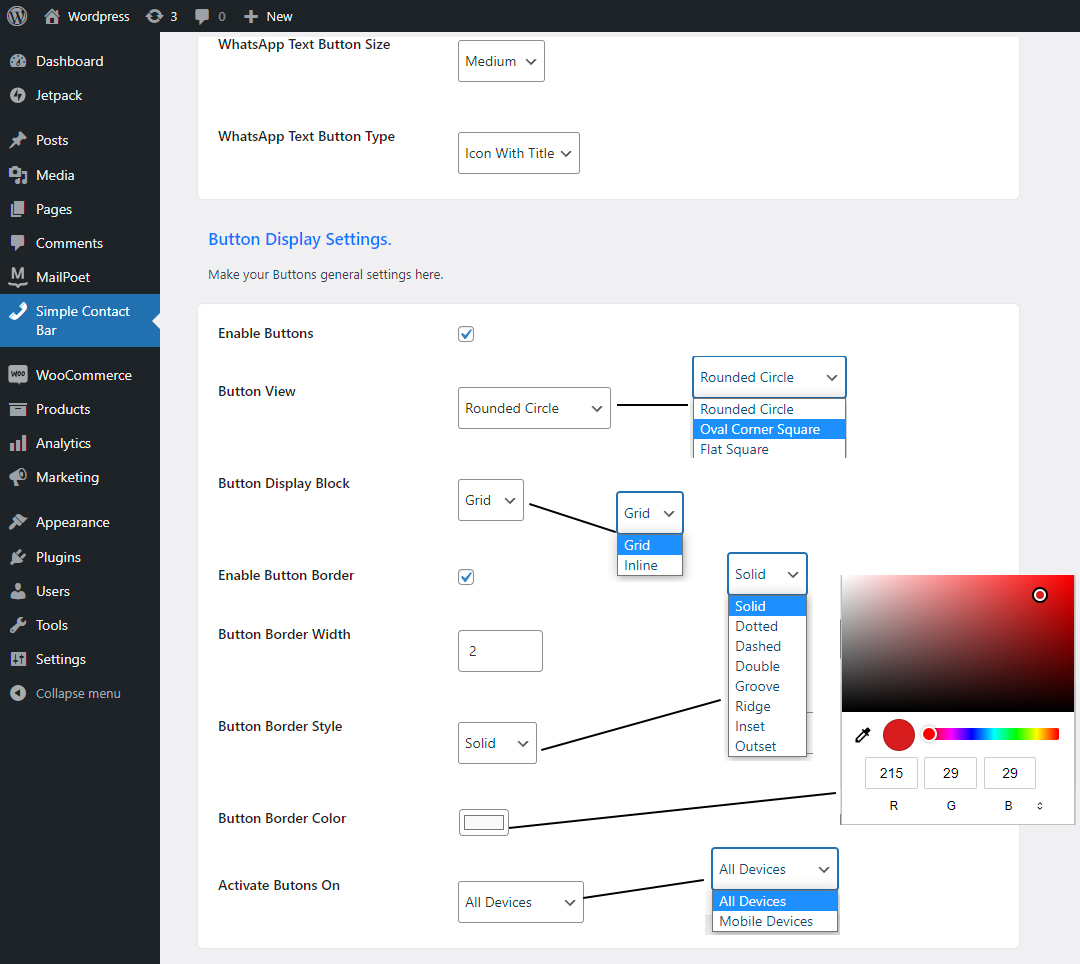 Wordpress
3
0
New
Dashboard
Jetpack
Posts
Media
Pages
Comments
MailPoet
Simple Contact
Bar
WooCommerce
Products
Analytics
Marketing
Appearance
Plugins
Users
Tools
Settings
Collapse menu
WhatsApp Text Button Size
Medium
WhatsApp Text Button Type
Icon With Title
Button Display Settings.
Make your Buttons general settings here.
Enable Buttons
Button View
Rounded Circle
Rounded Circle
Rounded Circle
Oval Corner Square
Flat Square
Button Display Block
Grid
Grid
Grid
Inline
Enable Button Border
Button Border Width
2
Button Border Style
Solid
Solid
Solid
Dotted
Dashed
Double
Groove
Ridge
Inset
Outset
Button Border Color
215 29 29
R G B
Activate Butons On
All Devices
All Devices
All Devices
Mobile Devices